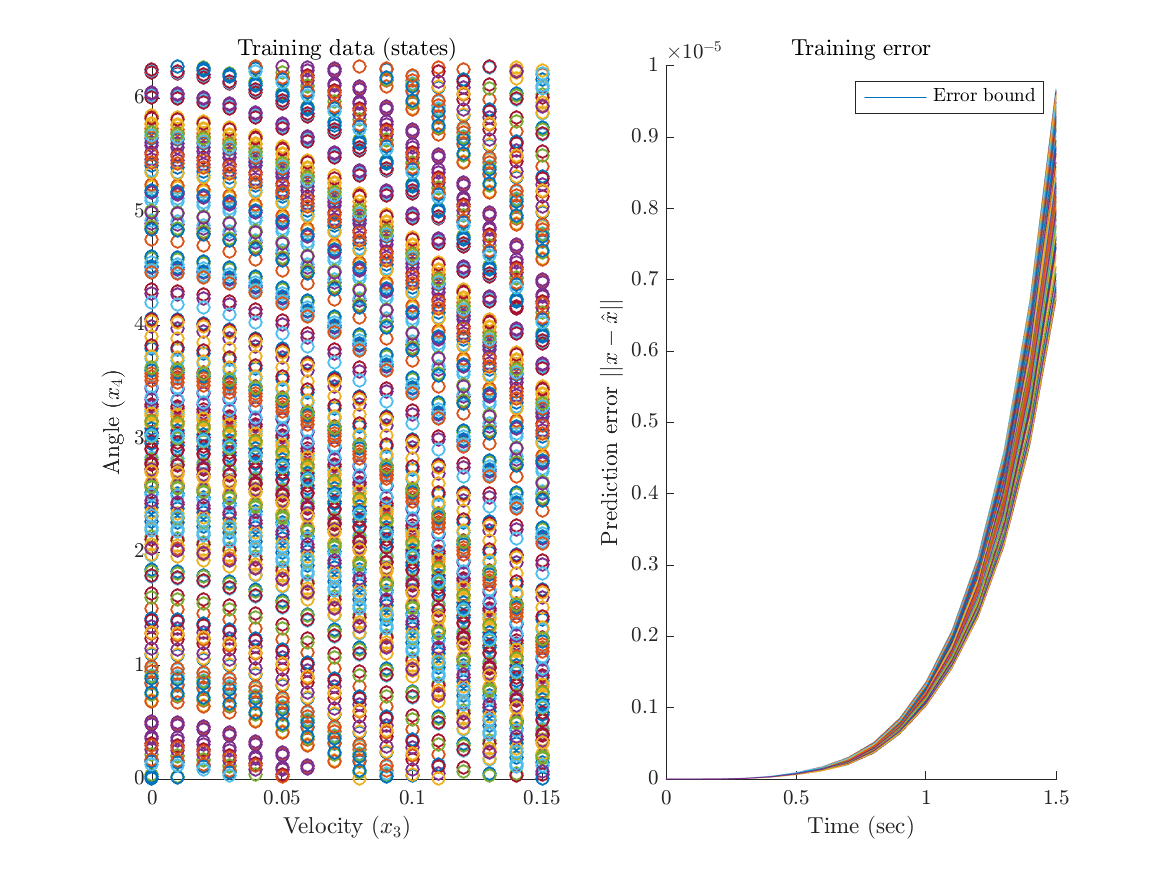 Training data (states)
Angle (x₄)
6
5
4
3
2
1
0
0 0.05 0.1 0.15
Velocity (x₃)
Training error
×10⁻⁵
Error bound
Prediction error ||x − x̂||
1
0.9
0.8
0.7
0.6
0.5
0.4
0.3
0.2
0.1
0
0 0.5 1 1.5
Time (sec)